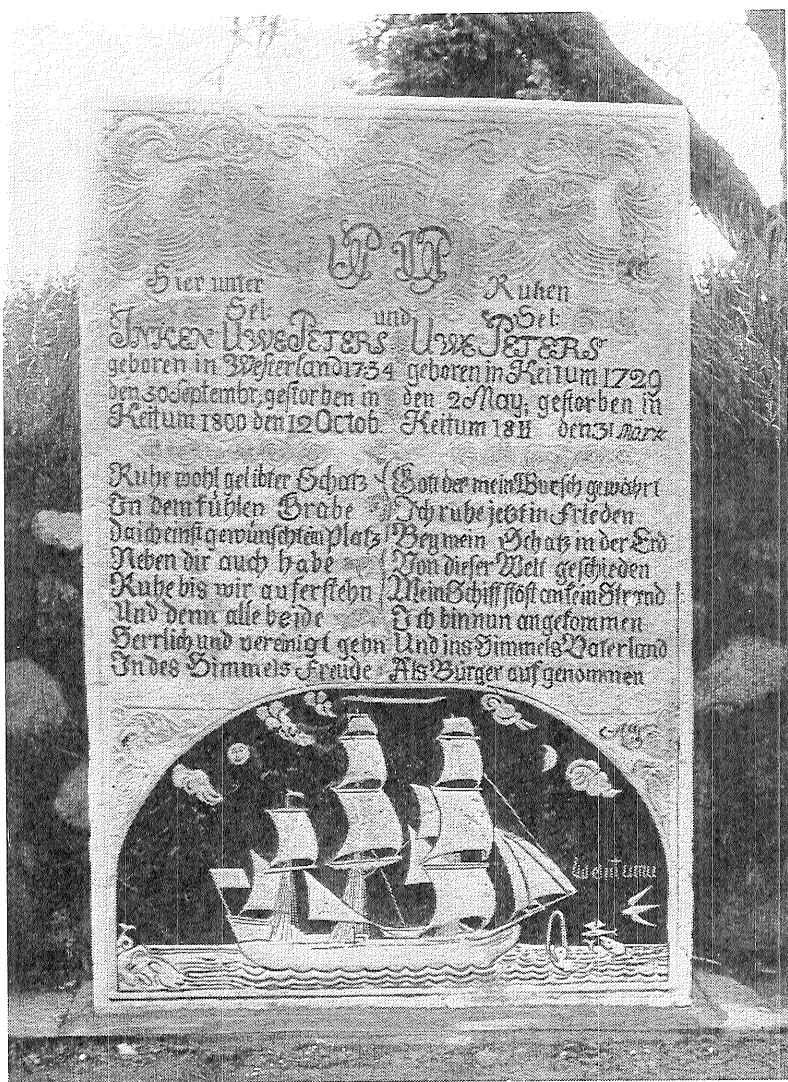 Hier unter
Sel:
INKEN UWE PETERS
geboren in Westerland 1734
den 30 Septembr, gestorben in
Keitum 1800 den 12 Octob.
und
Ruhen
Sel:
UWE PETERS
geboren in Keitum 1729
den 2 May, gestorben in
Keitum 1811 den 31 März
Ruhe wohl gelibter Schatz
In dem kühlen Grabe
da ich einst gewünschten Platz
Neben dir auch habe
Ruhe bis wir auferstehn
Und denn alle beide
Herrlich und vereinigt gehn
In des Himmels Freude
Gott der mein Wunsch gewährt
Ich ruhe jetzt in Frieden
Bey mein Schatz in der Erd
Von dieser Welt geschieden
Mein Schiff stöst an kein Strand
Ich bin nun angekommen
Und ins Himmels Vaterland
Als Bürger aufgenommen